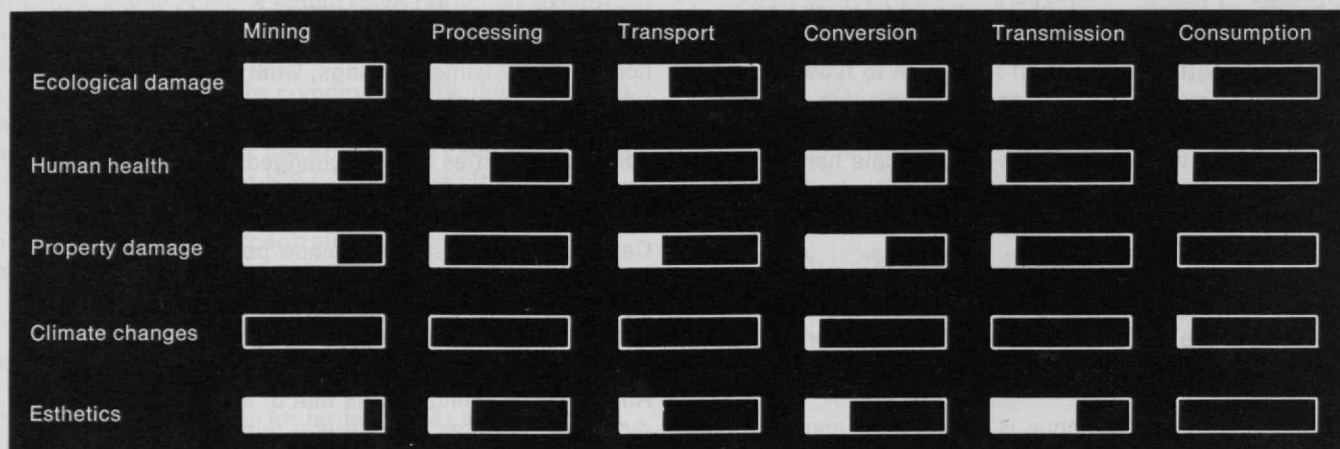 Mining Processing Transport Conversion Transmission Consumption
Ecological damage
Human health
Property damage
Climate changes
Esthetics